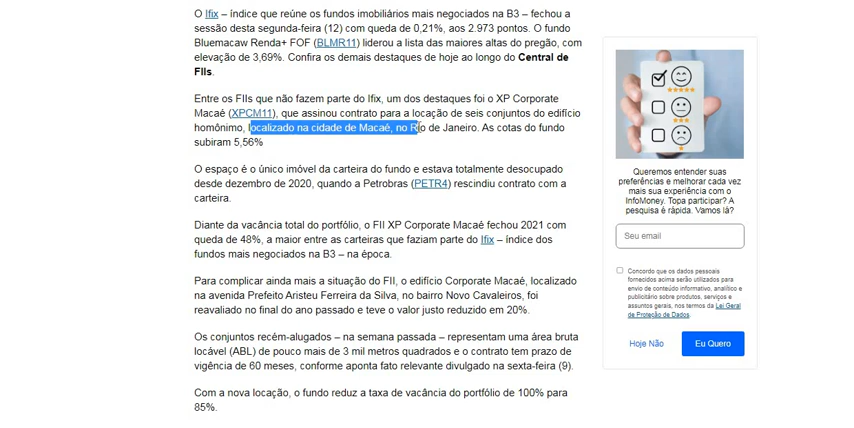 O Ifix – índice que reúne os fundos imobiliários mais negociados na B3 – fechou a
sessão desta segunda-feira (12) com queda de 0,21%, aos 2.973 pontos. O fundo
Bluemacaw Renda+ FOF (BLMR11) liderou a lista das maiores altas do pregão, com
elevação de 3,69%. Confira os demais destaques de hoje ao longo do Central de
FIIs.
Entre os FIIs que não fazem parte do Ifix, um dos destaques foi o XP Corporate
Macaé (XPCM11), que assinou contrato para a locação de seis conjuntos do edifício
homônimo, localizado na cidade de Macaé, no Rio de Janeiro. As cotas do fundo
subiram 5,56%
O espaço é o único imóvel da carteira do fundo e estava totalmente desocupado
desde dezembro de 2020, quando a Petrobras (PETR4) rescindiu contrato com a
carteira.
Diante da vacância total do portfólio, o FII XP Corporate Macaé fechou 2021 com
queda de 48%, a maior entre as carteiras que faziam parte do Ifix – índice dos
fundos mais negociados na B3 – na época.
Para complicar ainda mais a situação do FII, o edifício Corporate Macaé, localizado
na avenida Prefeito Aristeu Ferreira da Silva, no bairro Novo Cavaleiros, foi
reavaliado no final do ano passado e teve o valor justo reduzido em 20%.
Os conjuntos recém-alugados – na semana passada – representam uma área bruta
locável (ABL) de pouco mais de 3 mil metros quadrados e o contrato tem prazo de
vigência de 60 meses, conforme aponta fato relevante divulgado na sexta-feira (9).
Com a nova locação, o fundo reduz a taxa de vacância do portfólio de 100% para
85%.
Queremos entender suas
preferências e melhorar cada vez
mais sua experiência com o
InfoMoney. Topa participar? A
pesquisa é rápida. Vamos lá?
Seu email
Concordo que os dados pessoais
fornecidos acima serão utilizados para
envio de conteúdo informativo, analítico e
publicitário sobre produtos, serviços e
assuntos gerais, nos termos da Lei Geral
de Proteção de Dados.
Hoje Não
Eu Quero